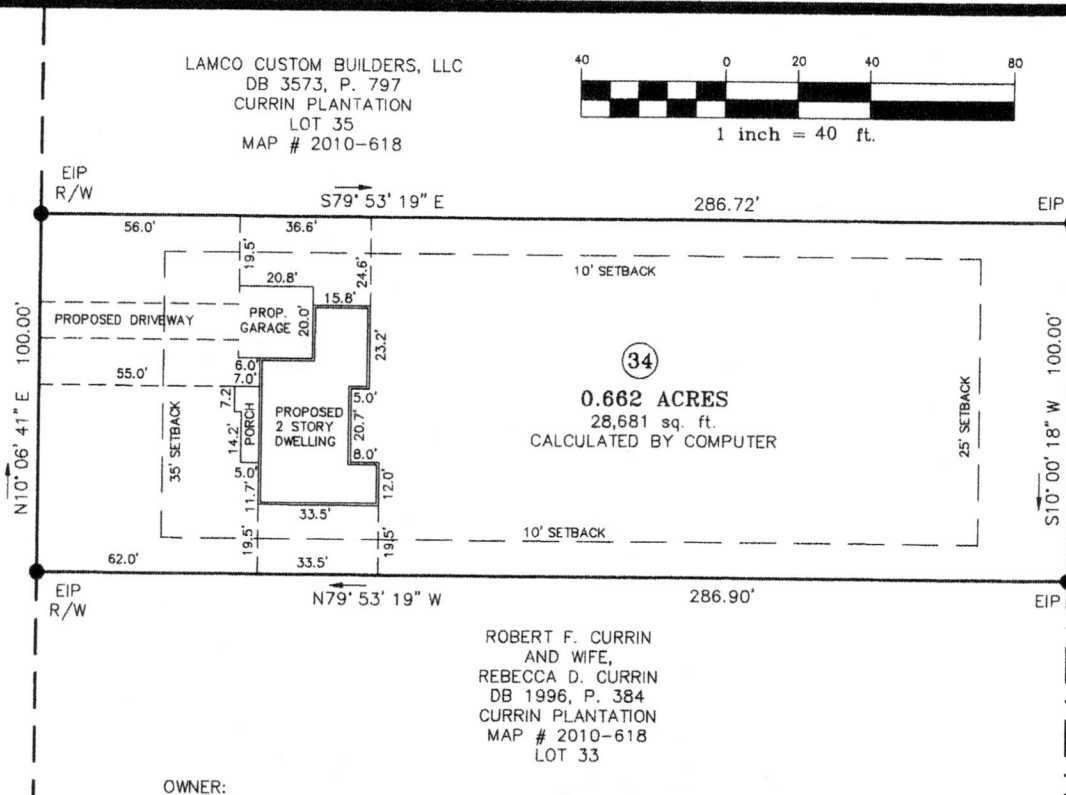 LAMCO CUSTOM BUILDERS, LLC
DB 3573, P. 797
CURRIN PLANTATION
LOT 35
MAP # 2010-618
40 0 20 40 80
1 inch = 40 ft.
EIP
R/W
S79° 53' 19" E
286.72'
EIP
56.0'
36.6'
19.5'
24.6'
10' SETBACK
20.8'
15.8'
PROPOSED DRIVEWAY
PROP.
GARAGE
20.0'
23.2'
N10° 06' 41" E 100.00'
S10° 00' 18" W 100.00'
34
0.662 ACRES
28,681 sq. ft.
CALCULATED BY COMPUTER
6.0'
7.0'
55.0'
5.0'
7.2'
14.2'
PORCH
PROPOSED
2 STORY
DWELLING
20.7'
35' SETBACK
25' SETBACK
8.0'
5.0'
11.7'
12.0'
33.5'
19.5'
19.5'
10' SETBACK
62.0'
33.5'
EIP
R/W
N79° 53' 19" W
286.90'
EIP
ROBERT F. CURRIN
AND WIFE,
REBECCA D. CURRIN
DB 1996, P. 384
CURRIN PLANTATION
MAP # 2010-618
LOT 33
OWNER: